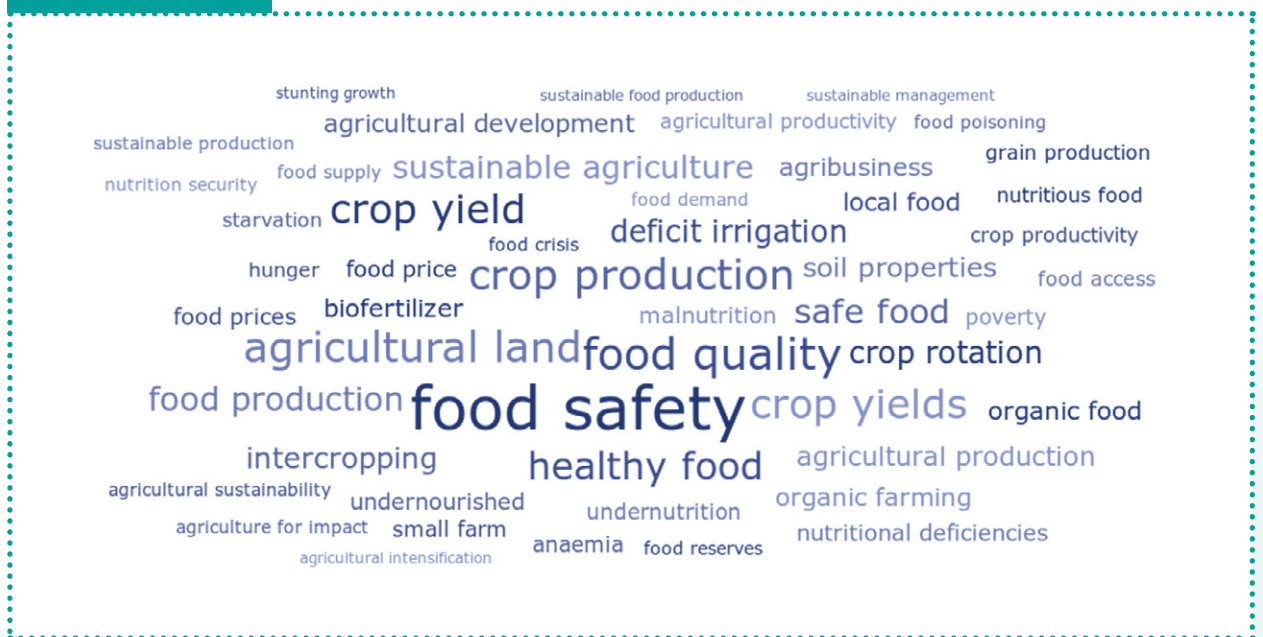 stunting growth sustainable food production sustainable management
agricultural development agricultural productivity food poisoning
sustainable production food supply sustainable agriculture agribusiness grain production
nutrition security food demand local food nutritious food
starvation crop yield food crisis deficit irrigation crop productivity
hunger food price crop production soil properties food access
food prices biofertilizer malnutrition safe food poverty
agricultural land food quality crop rotation
food production food safety crop yields organic food
intercropping healthy food agricultural production
agricultural sustainability undernourished undernutrition organic farming
agriculture for impact small farm anaemia food reserves nutritional deficiencies
agricultural intensification